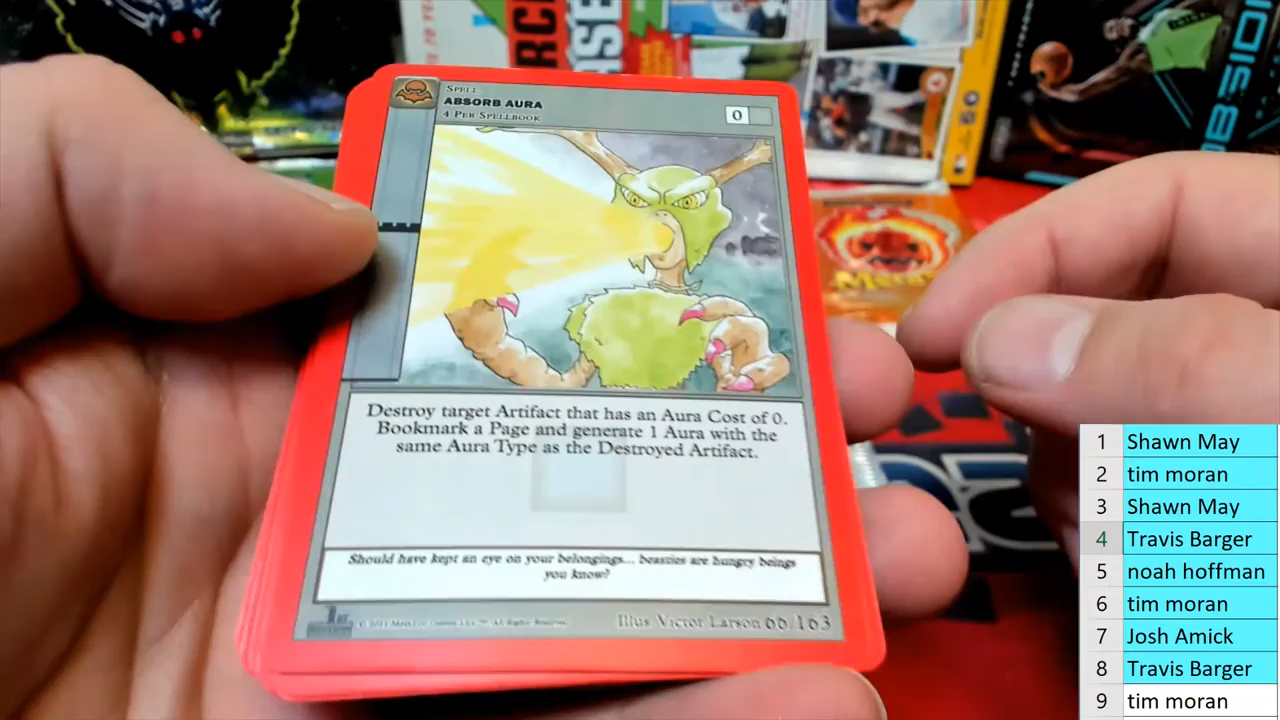 SPELL
ABSORB AURA
4 PER SPELLBOOK
0
Destroy target Artifact that has an Aura Cost of 0.
Bookmark a Page and generate 1 Aura with the
same Aura Type as the Destroyed Artifact.
Should have kept an eye on your belongings... beasties are hungry beings
you know?
1ST
Illus Victor Larson 66/163
1 Shawn May
2 tim moran
3 Shawn May
4 Travis Barger
5 noah hoffman
6 tim moran
7 Josh Amick
8 Travis Barger
9 tim moran